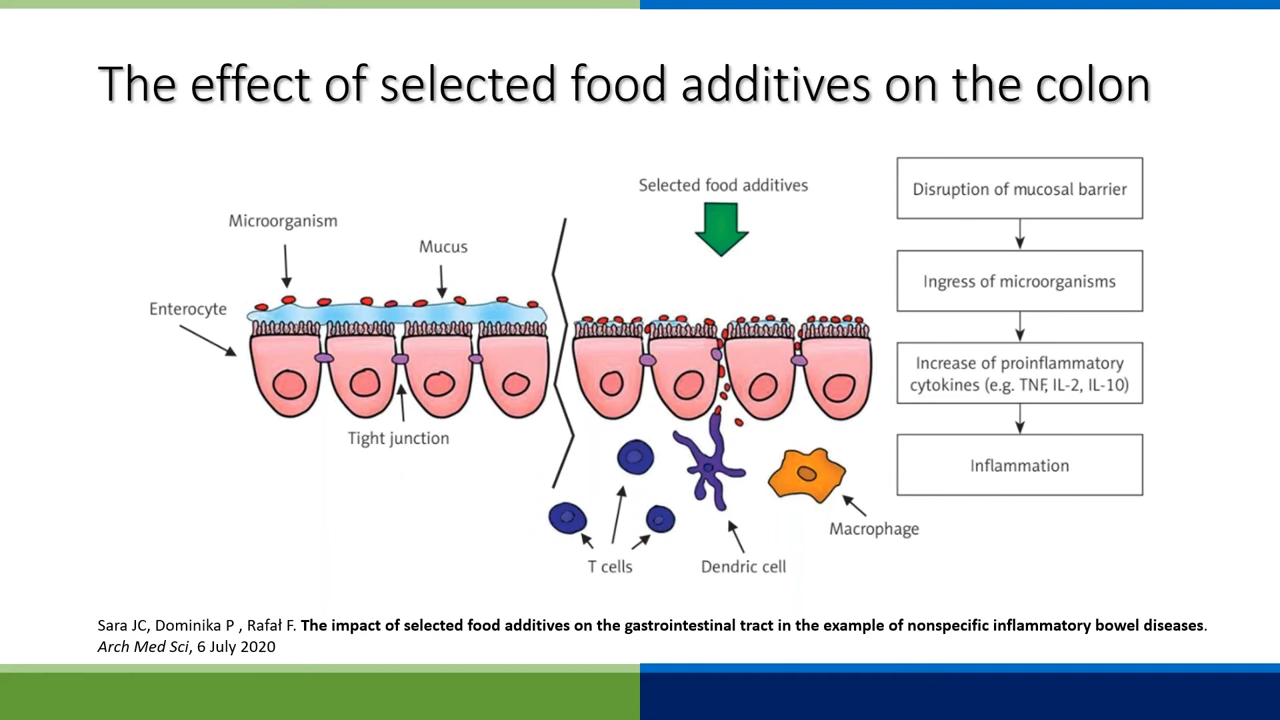 The effect of selected food additives on the colon
Microorganism
Mucus
Enterocyte
Tight junction
Selected food additives
T cells
Dendric cell
Macrophage
Disruption of mucosal barrier
Ingress of microorganisms
Increase of proinflammatory
cytokines (e.g. TNF, IL-2, IL-10)
Inflammation
Sara JC, Dominika P , Rafał F. The impact of selected food additives on the gastrointestinal tract in the example of nonspecific inflammatory bowel diseases.
Arch Med Sci, 6 July 2020